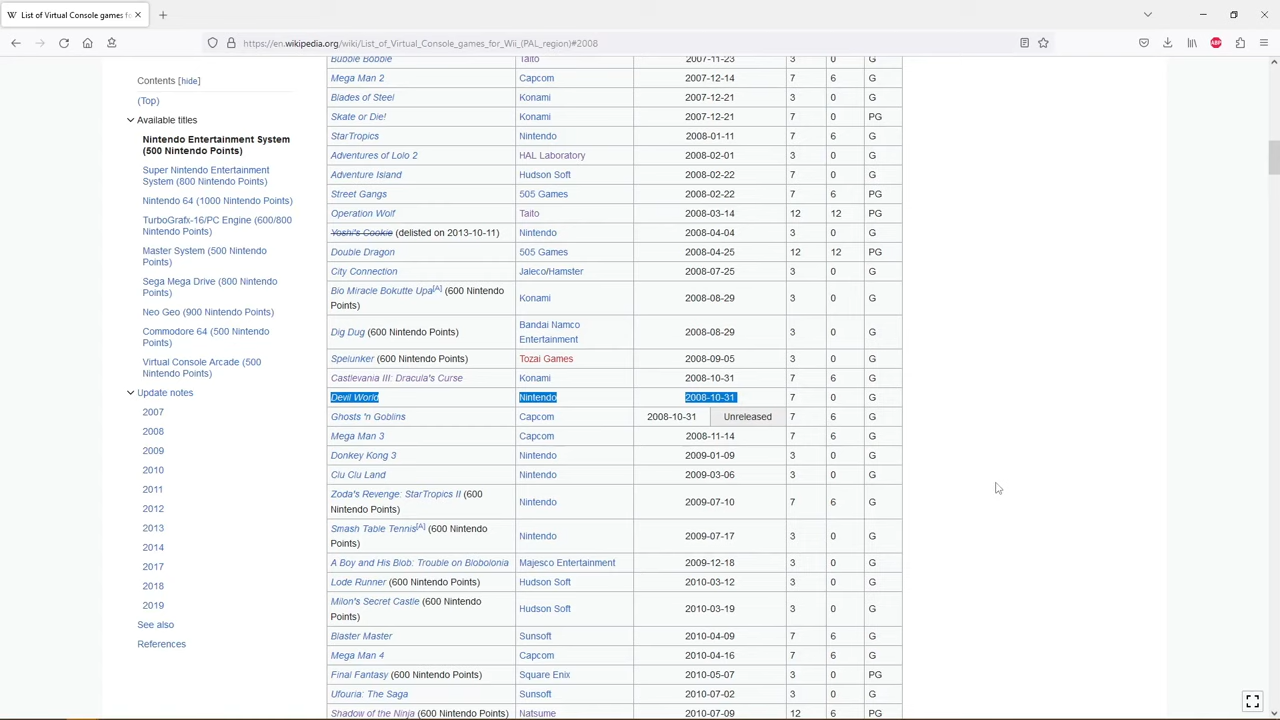 List of Virtual Console games f
https://en.wikipedia.org/wiki/List_of_Virtual_Console_games_for_Wii_(PAL_region)#2008
ABP
Contents [hide]
(Top)
Available titles
Nintendo Entertainment System
(500 Nintendo Points)
Super Nintendo Entertainment
System (800 Nintendo Points)
Nintendo 64 (1000 Nintendo Points)
TurboGrafx-16/PC Engine (600/800
Nintendo Points)
Master System (500 Nintendo
Points)
Sega Mega Drive (800 Nintendo
Points)
Neo Geo (900 Nintendo Points)
Commodore 64 (500 Nintendo
Points)
Virtual Console Arcade (500
Nintendo Points)
Update notes
2007
2008
2009
2010
2011
2012
2013
2014
2017
2018
2019
See also
References
Bubble Bobble Taito 2007-11-23 3 0 G
Mega Man 2 Capcom 2007-12-14 7 6 G
Blades of Steel Konami 2007-12-21 3 0 G
Skate or Die! Konami 2007-12-21 7 0 PG
StarTropics Nintendo 2008-01-11 7 6 G
Adventures of Lolo 2 HAL Laboratory 2008-02-01 3 0 G
Adventure Island Hudson Soft 2008-02-22 7 0 G
Street Gangs 505 Games 2008-02-22 7 6 PG
Operation Wolf Taito 2008-03-14 12 12 PG
Yoshi's Cookie (delisted on 2013-10-11) Nintendo 2008-04-04 3 0 G
Double Dragon 505 Games 2008-04-25 12 12 PG
City Connection Jaleco/Hamster 2008-07-25 3 0 G
Bio Miracle Bokutte Upa[A] (600 Nintendo
Points) Konami 2008-08-29 3 0 G
Dig Dug (600 Nintendo Points) Bandai Namco
Entertainment 2008-08-29 3 0 G
Spelunker (600 Nintendo Points) Tozai Games 2008-09-05 3 0 G
Castlevania III: Dracula's Curse Konami 2008-10-31 7 6 G
Devil World Nintendo 2008-10-31 7 0 G
Ghosts 'n Goblins Capcom 2008-10-31 Unreleased 7 6 G
Mega Man 3 Capcom 2008-11-14 7 6 G
Donkey Kong 3 Nintendo 2009-01-09 3 0 G
Clu Clu Land Nintendo 2009-03-06 3 0 G
Zoda's Revenge: StarTropics II (600
Nintendo Points) Nintendo 2009-07-10 7 6 G
Smash Table Tennis[A] (600 Nintendo
Points) Nintendo 2009-07-17 3 0 G
A Boy and His Blob: Trouble on Blobolonia Majesco Entertainment 2009-12-18 3 0 G
Lode Runner (600 Nintendo Points) Hudson Soft 2010-03-12 3 0 G
Milon's Secret Castle (600 Nintendo
Points) Hudson Soft 2010-03-19 3 0 G
Blaster Master Sunsoft 2010-04-09 7 6 G
Mega Man 4 Capcom 2010-04-16 7 6 G
Final Fantasy (600 Nintendo Points) Square Enix 2010-05-07 3 0 PG
Ufouria: The Saga Sunsoft 2010-07-02 3 0 G
Shadow of the Ninja (600 Nintendo Points) Natsume 2010-07-09 12 6 PG